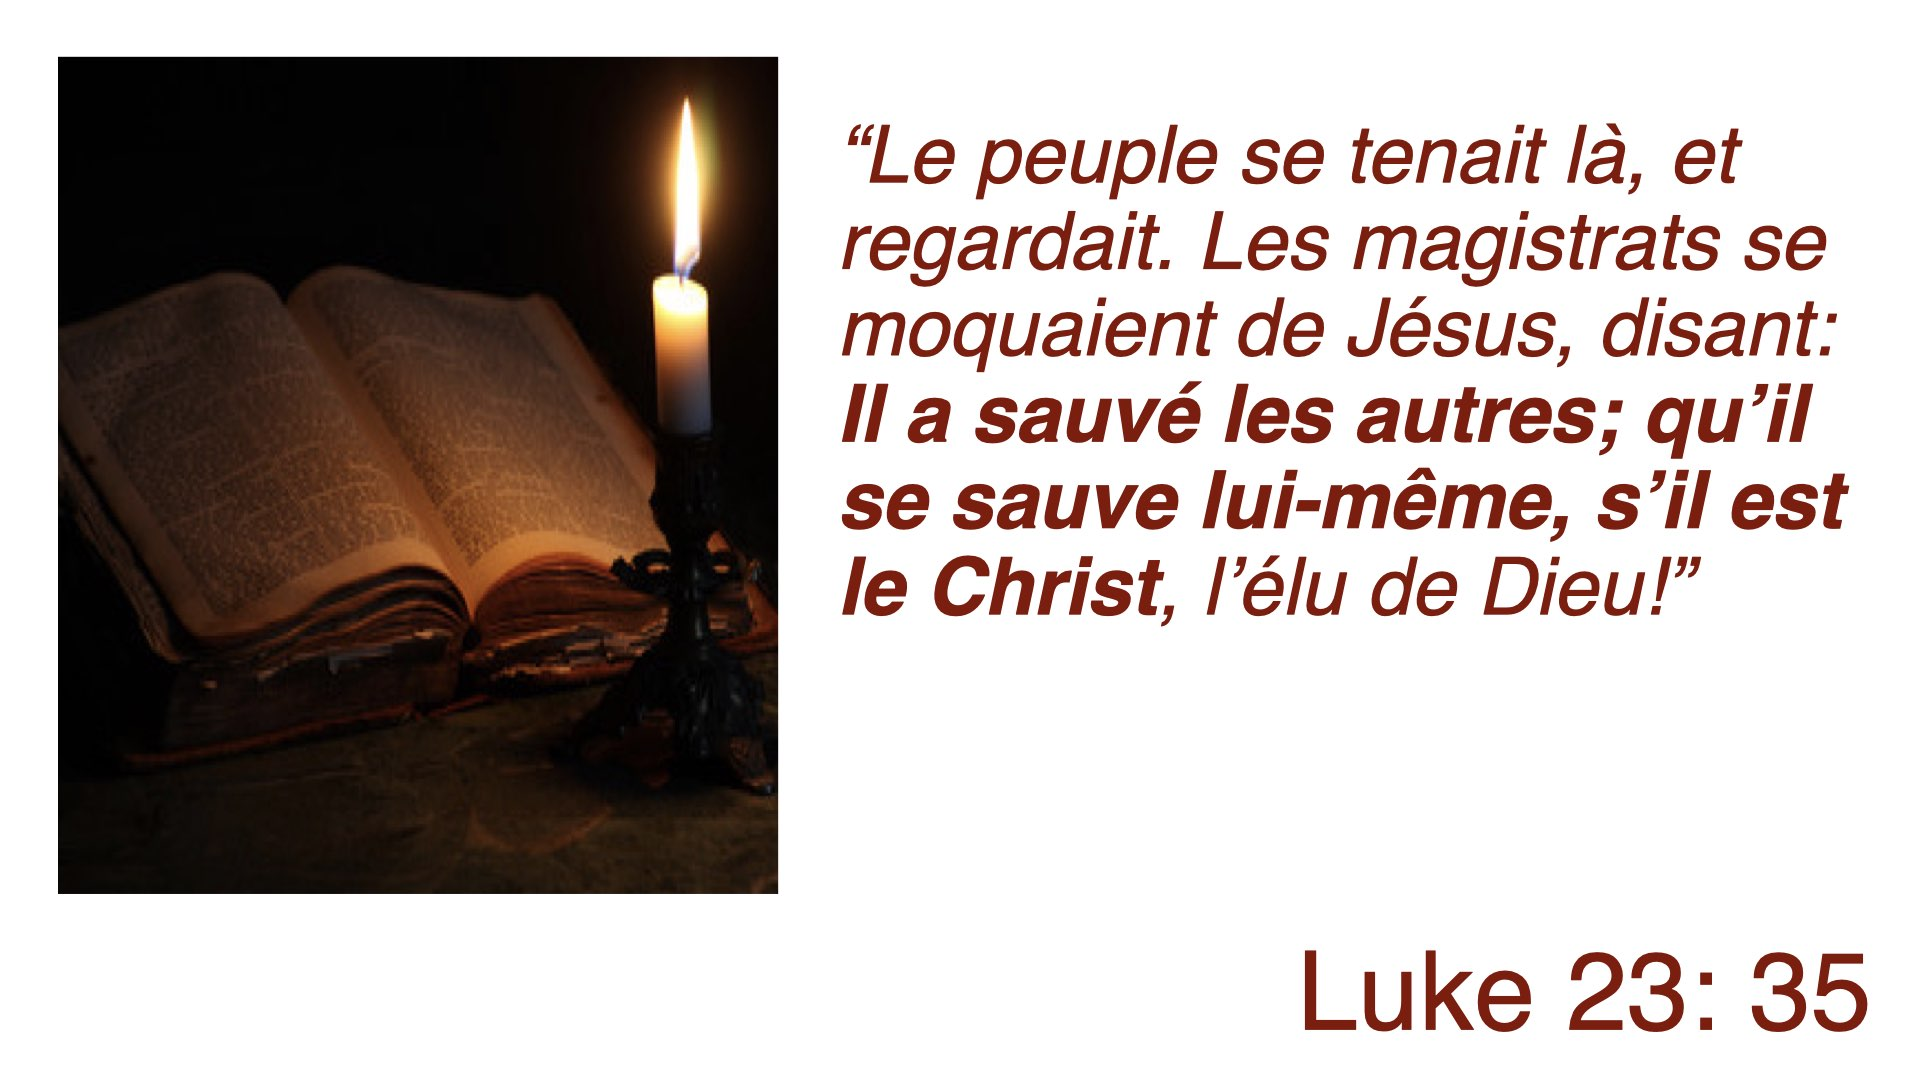 “Le peuple se tenait là, et
regardait. Les magistrats se
moquaient de Jésus, disant:
Il a sauvé les autres; qu’il
se sauve lui-même, s’il est
le Christ, l’élu de Dieu!”
Luke 23: 35